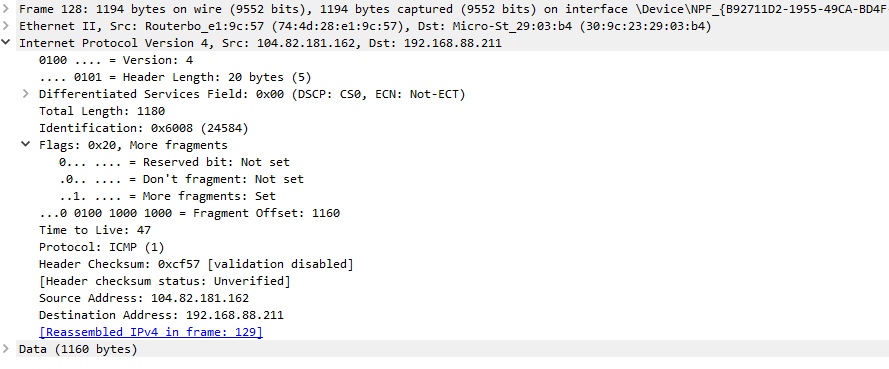 Frame 128: 1194 bytes on wire (9552 bits), 1194 bytes captured (9552 bits) on interface \Device\NPF_{B92711D2-1955-49CA-BD4F
Ethernet II, Src: Routerbo_e1:9c:57 (74:4d:28:e1:9c:57), Dst: Micro-St_29:03:b4 (30:9c:23:29:03:b4)
Internet Protocol Version 4, Src: 104.82.181.162, Dst: 192.168.88.211
0100 .... = Version: 4
.... 0101 = Header Length: 20 bytes (5)
Differentiated Services Field: 0x00 (DSCP: CS0, ECN: Not-ECT)
Total Length: 1180
Identification: 0x6008 (24584)
Flags: 0x20, More fragments
0... .... = Reserved bit: Not set
.0.. .... = Don't fragment: Not set
..1. .... = More fragments: Set
...0 0100 1000 1000 = Fragment Offset: 1160
Time to Live: 47
Protocol: ICMP (1)
Header Checksum: 0xcf57 [validation disabled]
[Header checksum status: Unverified]
Source Address: 104.82.181.162
Destination Address: 192.168.88.211
[Reassembled IPv4 in frame: 129]
Data (1160 bytes)